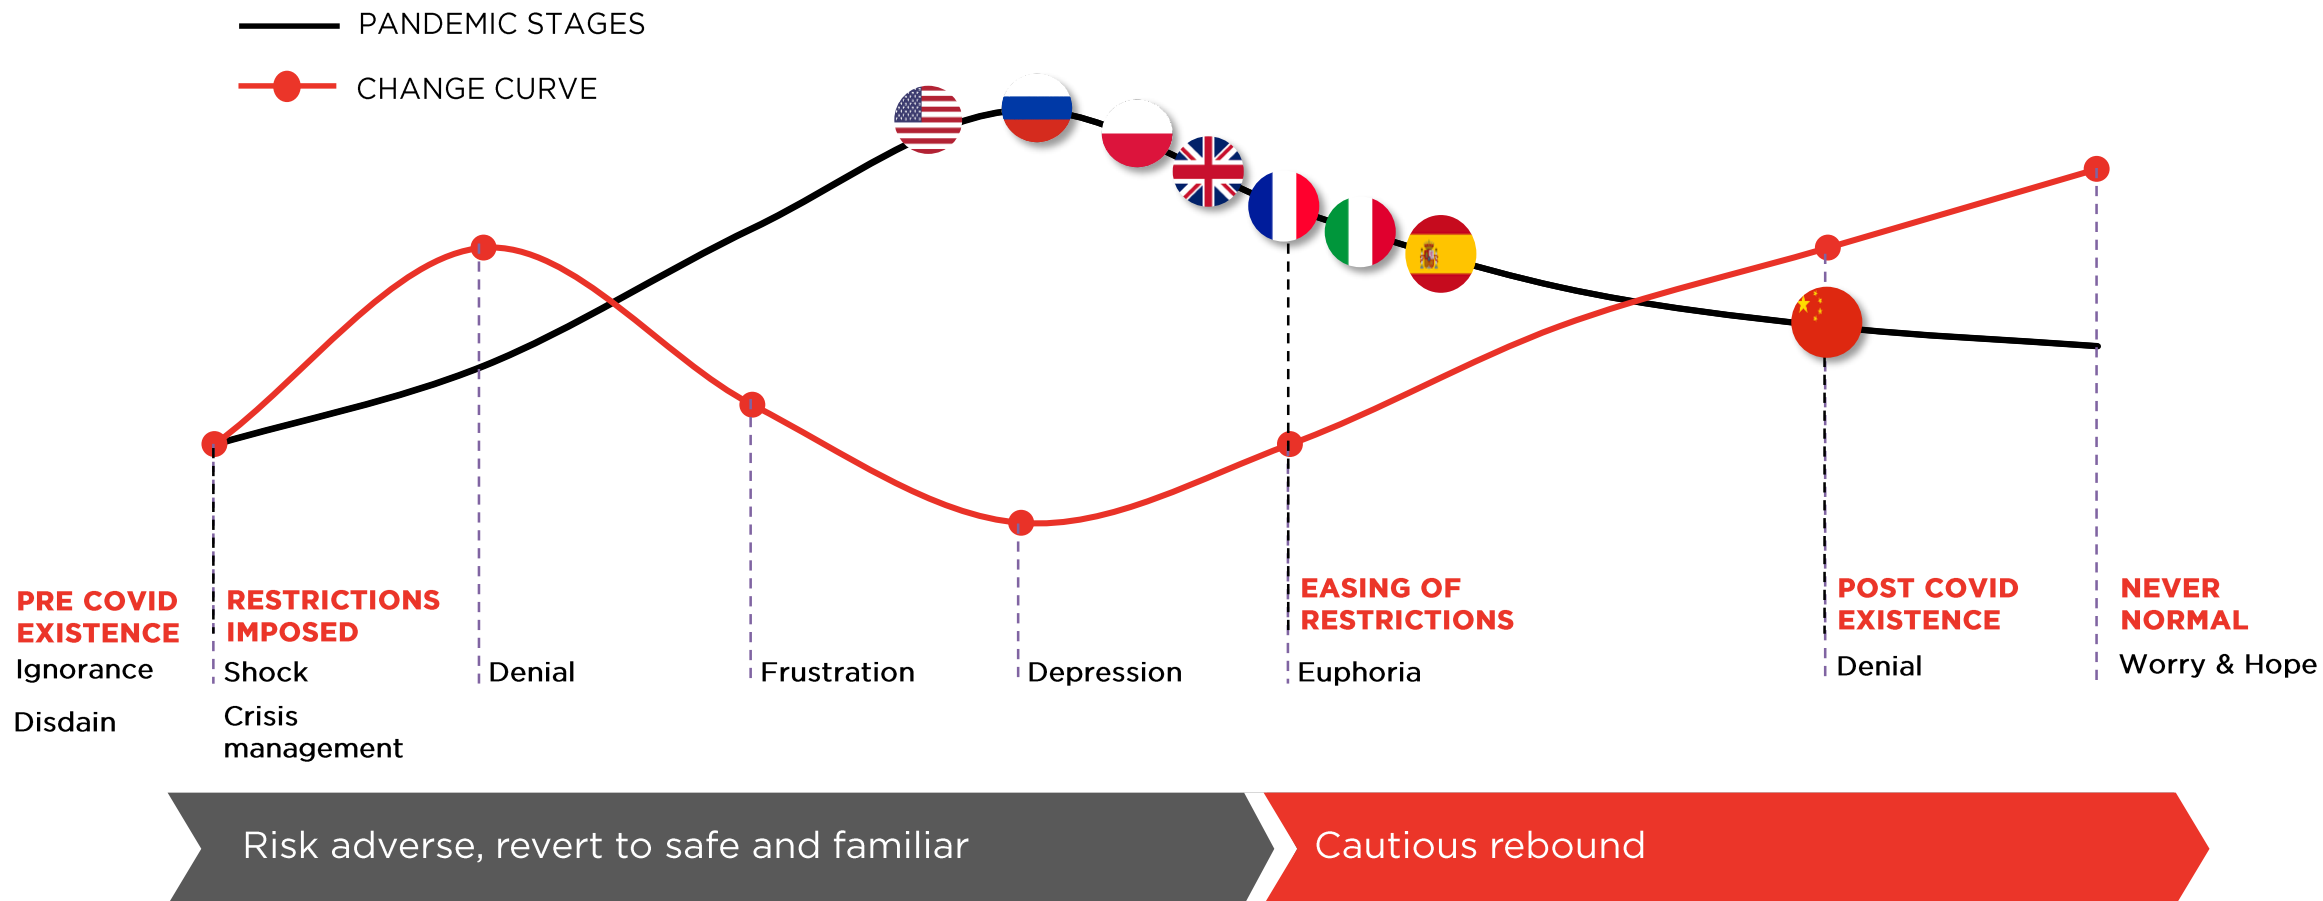 PANDEMIC STAGES
CHANGE CURVE
PRE COVID
EXISTENCE
Ignorance
Disdain
RESTRICTIONS
IMPOSED
Shock
Crisis
management
Denial
Frustration
Depression
EASING OF
RESTRICTIONS
Euphoria
POST COVID
EXISTENCE
Denial
NEVER
NORMAL
Worry & Hope
Risk adverse, revert to safe and familiar
Cautious rebound